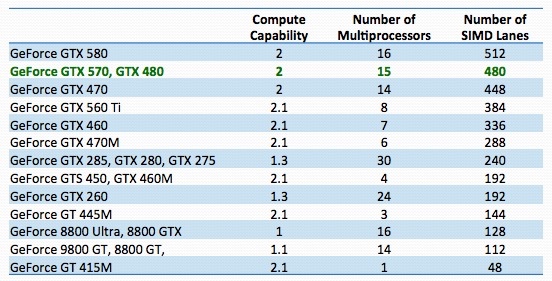 Compute Number of Number of
Capability Multiprocessors SIMD Lanes
GeForce GTX 580 2 16 512
GeForce GTX 570, GTX 480 2 15 480
GeForce GTX 470 2 14 448
GeForce GTX 560 Ti 2.1 8 384
GeForce GTX 460 2.1 7 336
GeForce GTX 470M 2.1 6 288
GeForce GTX 285, GTX 280, GTX 275 1.3 30 240
GeForce GTS 450, GTX 460M 2.1 4 192
GeForce GTX 260 1.3 24 192
GeForce GT 445M 2.1 3 144
GeForce 8800 Ultra, 8800 GTX 1 16 128
GeForce 9800 GT, 8800 GT, 1.1 14 112
GeForce GT 415M 2.1 1 48